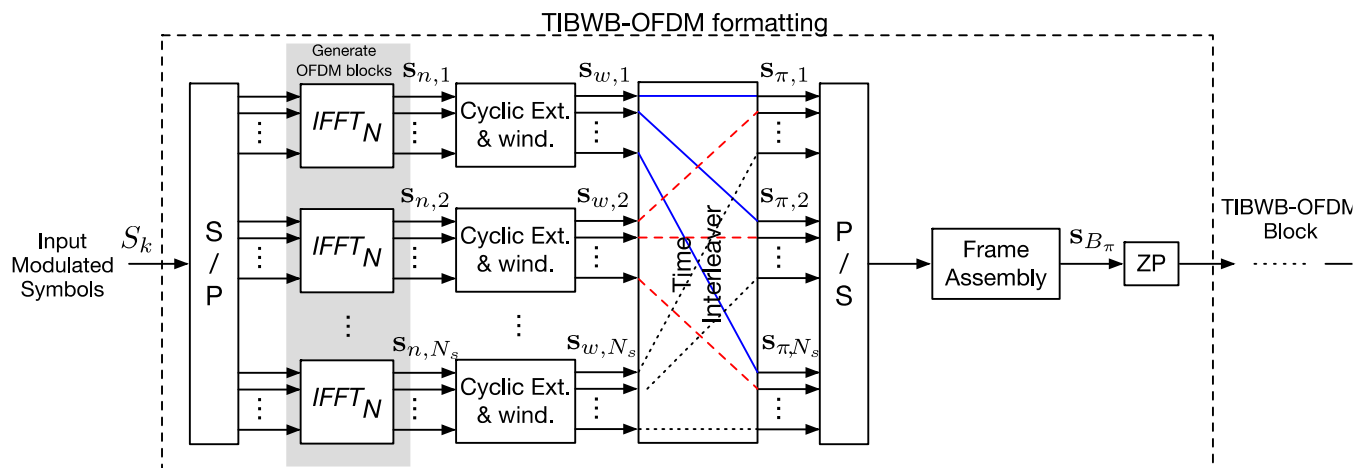 TIBWB-OFDM formatting
Generate
OFDM blocks
s_{n,1}
s_{w,1}
s_{π,1}
IFFT_N
Cyclic Ext.
& wind.
s_{n,2}
s_{w,2}
s_{π,2}
IFFT_N
Cyclic Ext.
& wind.
s_{n,N_s}
s_{w,N_s}
s_{π,N_s}
IFFT_N
Cyclic Ext.
& wind.
Input
Modulated
Symbols
S_k
S
/
P
Time
Interleaver
P
/
S
Frame
Assembly
s_{B_π}
ZP
TIBWB-OFDM
Block